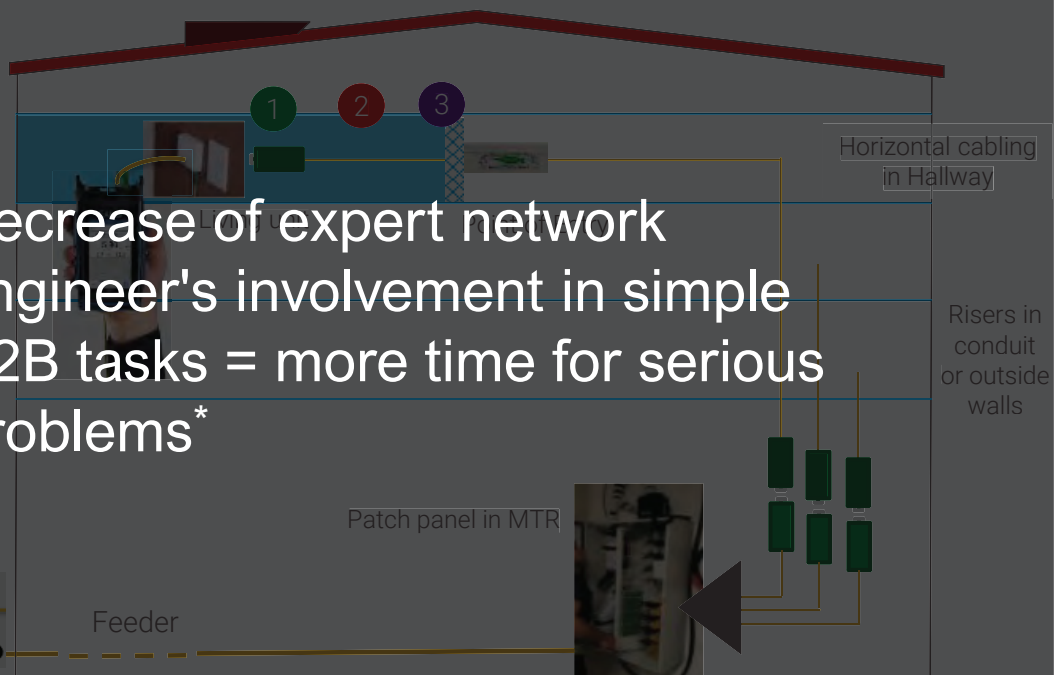 1 2 3
Horizontal cabling
in Hallway
ecrease of expert network
ngineer's involvement in simple
2B tasks = more time for serious
roblems*
Living
Risers in
conduit
or outside
walls
Patch panel in MTR
Feeder